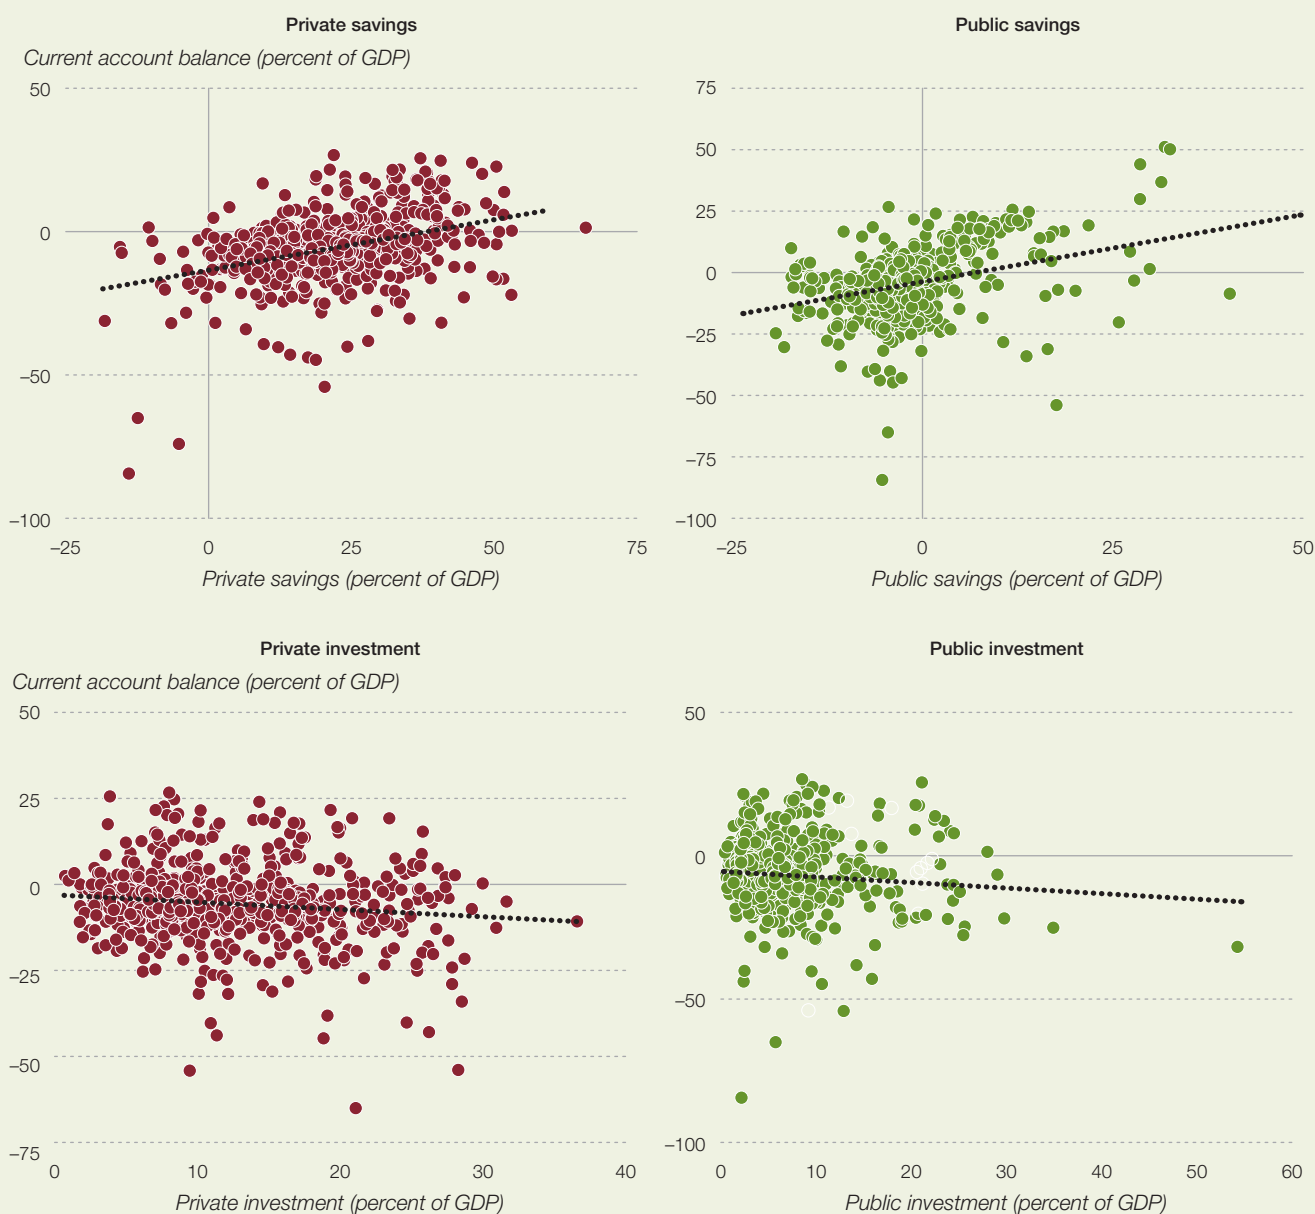 Private savings
Current account balance (percent of GDP)
50
0
–50
–100
–25 0 25 50 75
Private savings (percent of GDP)
Public savings
75
50
25
0
–25
–50
–75
–100
–25 0 25 50
Public savings (percent of GDP)
Private investment
Current account balance (percent of GDP)
50
25
0
–25
–50
–75
0 10 20 30 40
Private investment (percent of GDP)
Public investment
50
0
–50
–100
0 10 20 30 40 50 60
Public investment (percent of GDP)